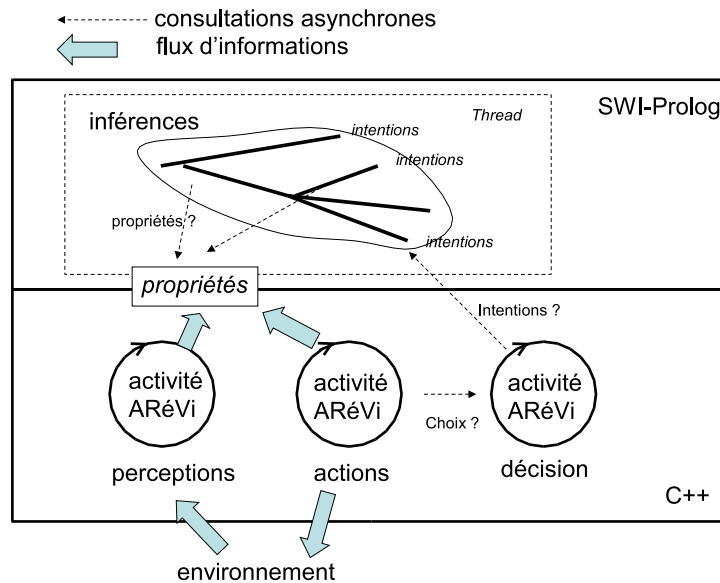 consultations asynchrones
flux d'informations
SWI-Prolog
Thread
inférences
intentions
intentions
propriétés ?
intentions
propriétés
Intentions ?
activité
ARéVi
activité
ARéVi
activité
ARéVi
Choix ?
perceptions
actions
décision
C++
environnement